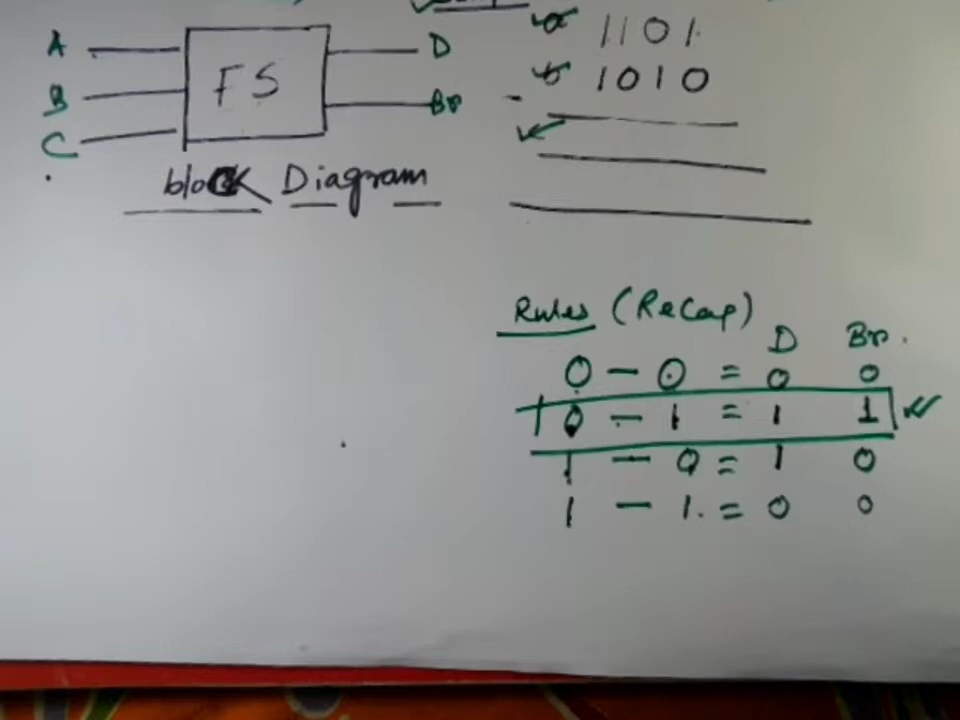 A
B
C
FS
D
Br
block Diagram
a 1101
b 1010
-
Rules (Recap)
D Br.
0 - 0 = 0 0
0 - 1 = 1 1
1 - 0 = 1 0
1 - 1. = 0 0